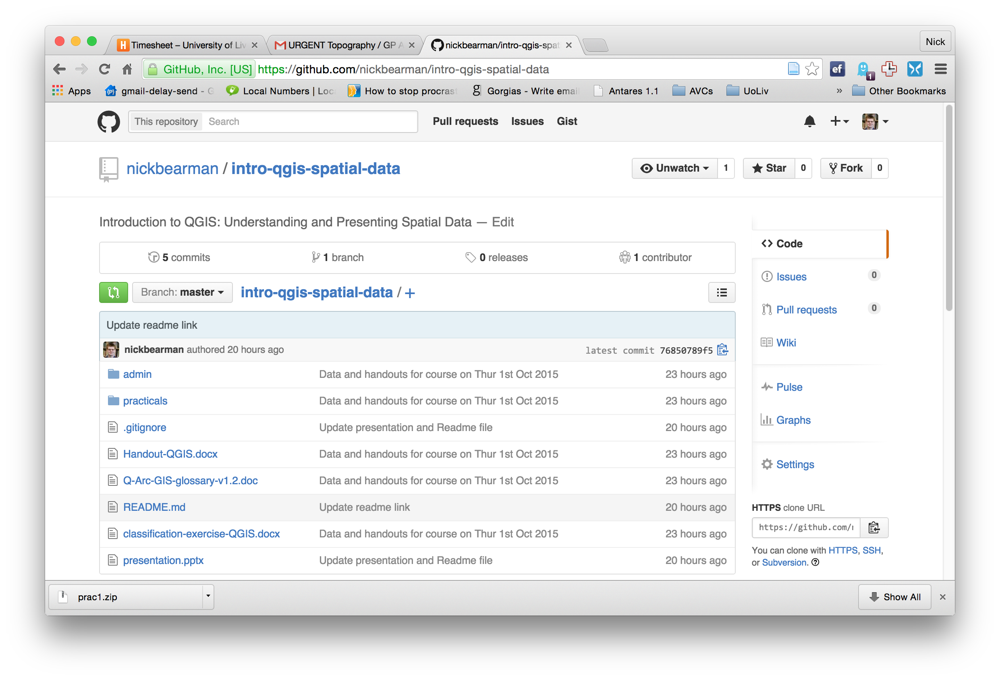 Timesheet – University of Liv
URGENT Topography / GP A
nickbearman/intro-qgis-spat
Nick
GitHub, Inc. [US] https://github.com/nickbearman/intro-qgis-spatial-data
ef
1
Apps
gmail-delay-send - G
Local Numbers | Loc
How to stop procrast
g Gorgias - Write email
Antares 1.1
AVCs
UoLiv
» Other Bookmarks
This repository Search
Pull requests Issues Gist
nickbearman / intro-qgis-spatial-data
Unwatch 1
Star 0
Fork 0
Introduction to QGIS: Understanding and Presenting Spatial Data — Edit
5 commits 1 branch 0 releases 1 contributor
Branch: master intro-qgis-spatial-data / +
Update readme link
nickbearman authored 20 hours ago latest commit 76850789f5
admin Data and handouts for course on Thur 1st Oct 2015 23 hours ago
practicals Data and handouts for course on Thur 1st Oct 2015 23 hours ago
.gitignore Update presentation and Readme file 20 hours ago
Handout-QGIS.docx Data and handouts for course on Thur 1st Oct 2015 23 hours ago
Q-Arc-GIS-glossary-v1.2.doc Data and handouts for course on Thur 1st Oct 2015 23 hours ago
README.md Update readme link 20 hours ago
classification-exercise-QGIS.docx Data and handouts for course on Thur 1st Oct 2015 23 hours ago
presentation.pptx Update presentation and Readme file 20 hours ago
Code
Issues 0
Pull requests 0
Wiki
Pulse
Graphs
Settings
HTTPS clone URL
https://github.com/
You can clone with HTTPS, SSH,
or Subversion.
prac1.zip
Show All